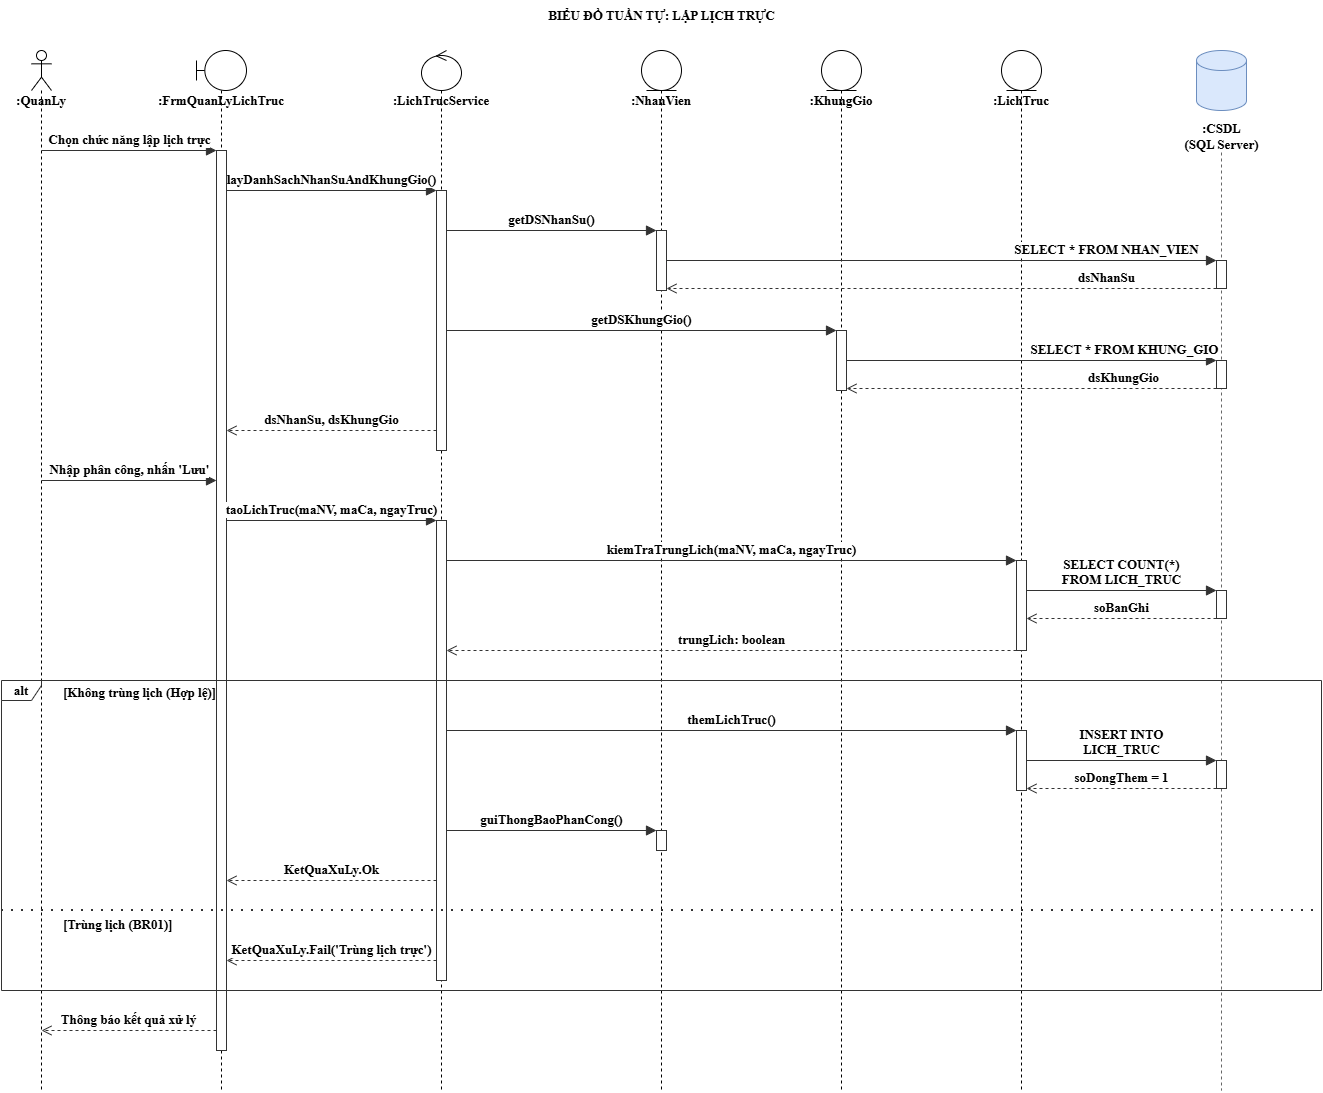 BIỂU ĐỒ TUẦN TỰ: LẬP LỊCH TRỰC
:QuanLy
:FrmQuanLyLichTruc
:LichTrucService
:NhanVien
:KhungGio
:LichTruc
:CSDL
(SQL Server)
Chọn chức năng lập lịch trực
layDanhSachNhanSuAndKhungGio()
getDSNhanSu()
SELECT * FROM NHAN_VIEN
dsNhanSu
getDSKhungGio()
SELECT * FROM KHUNG_GIO
dsKhungGio
dsNhanSu, dsKhungGio
Nhập phân công, nhấn 'Lưu'
taoLichTruc(maNV, maCa, ngayTruc)
kiemTraTrungLich(maNV, maCa, ngayTruc)
SELECT COUNT(*)
FROM LICH_TRUC
soBanGhi
trungLich: boolean
alt
[Không trùng lịch (Hợp lệ)]
themLichTruc()
INSERT INTO
LICH_TRUC
soDongThem = 1
guiThongBaoPhanCong()
KetQuaXuLy.Ok
[Trùng lịch (BR01)]
KetQuaXuLy.Fail('Trùng lịch trực')
Thông báo kết quả xử lý